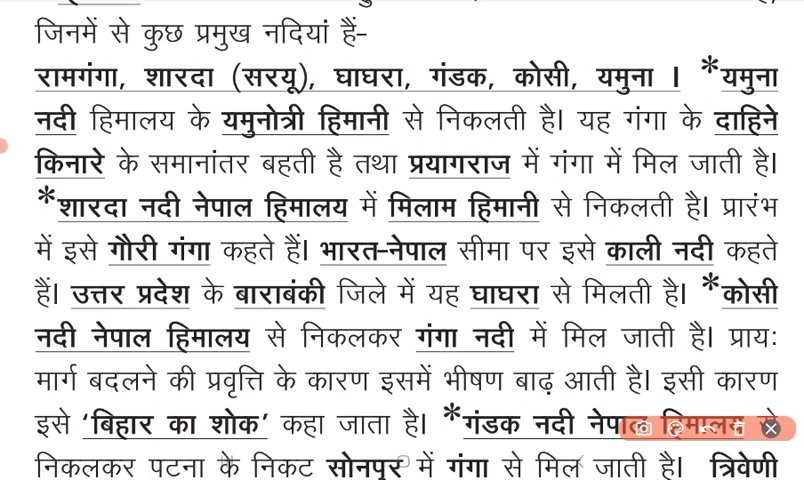 जिनमें से कुछ प्रमुख नदियां हैं-
रामगंगा, शारदा (सरयू), घाघरा, गंडक, कोसी, यमुना । *यमुना
नदी हिमालय के यमुनोत्री हिमानी से निकलती है। यह गंगा के दाहिने
किनारे के समानांतर बहती है तथा प्रयागराज में गंगा में मिल जाती है।
*शारदा नदी नेपाल हिमालय में मिलाम हिमानी से निकलती है। प्रारंभ
में इसे गौरी गंगा कहते हैं। भारत-नेपाल सीमा पर इसे काली नदी कहते
हैं। उत्तर प्रदेश के बाराबंकी जिले में यह घाघरा से मिलती है। *कोसी
नदी नेपाल हिमालय से निकलकर गंगा नदी में मिल जाती है। प्राय:
मार्ग बदलने की प्रवृत्ति के कारण इसमें भीषण बाढ़ आती है। इसी कारण
इसे ‘बिहार का शोक’ कहा जाता है। *गंडक नदी नेपाल हिमालय से
निकलकर पटना के निकट सोनपुर में गंगा से मिल जाती है। त्रिवेणी